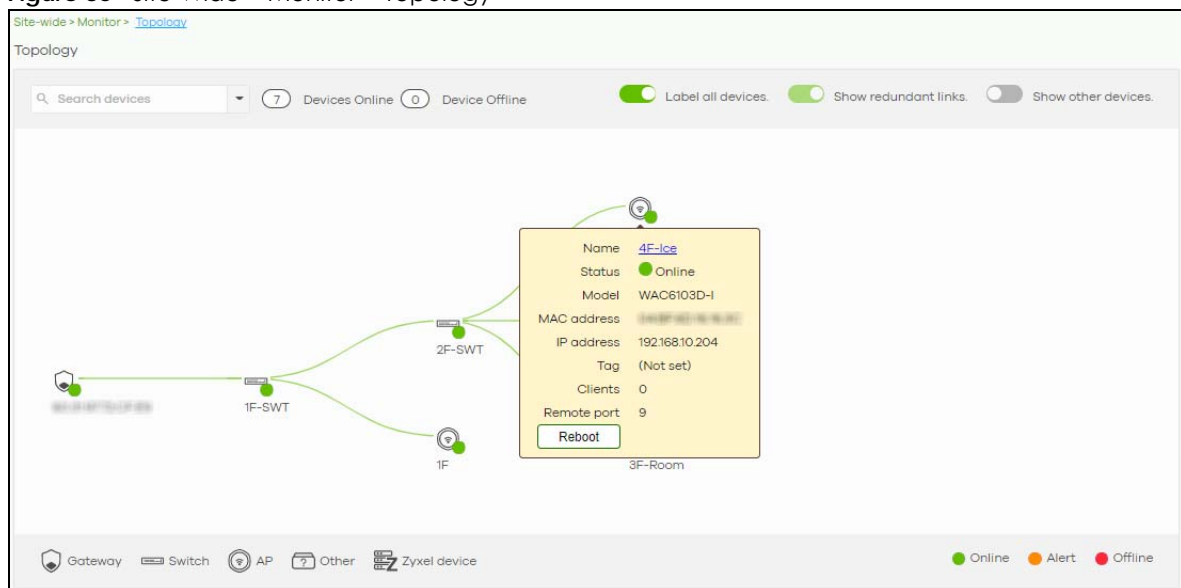 Site-wide > Monitor > Topology
Topology
Search devices
7 Devices Online 0 Device Offline
Label all devices.
Show redundant links.
Show other devices.
Name 4F-Ice
Status Online
Model WAC6103D-I
MAC address
IP address 192.168.10.204
Tag (Not set)
Clients 0
Remote port 9
Reboot
2F-SWT
1F-SWT
1F
3F-Room
Gateway Switch AP ? Other Z Zyxel device
Online Alert Offline